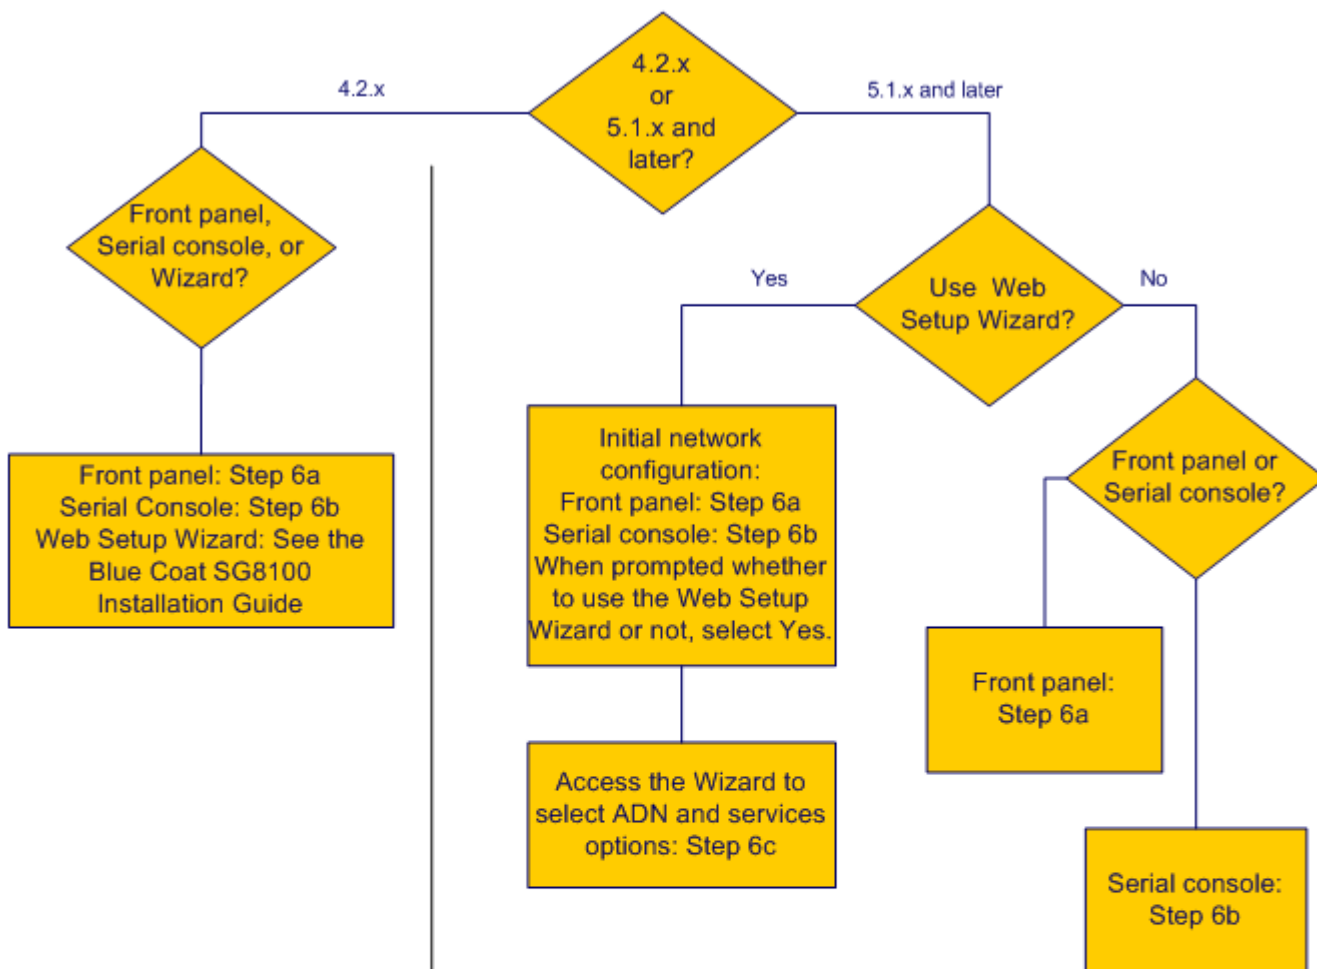 4.2.x
or
5.1.x and
later?
4.2.x
5.1.x and later
Front panel,
Serial console, or
Wizard?
Front panel: Step 6a
Serial Console: Step 6b
Web Setup Wizard: See the
Blue Coat SG8100
Installation Guide
Use Web
Setup Wizard?
Yes
No
Initial network
configuration:
Front panel: Step 6a
Serial console: Step 6b
When prompted whether
to use the Web Setup
Wizard or not, select Yes.
Access the Wizard to
select ADN and services
options: Step 6c
Front panel or
Serial console?
Front panel:
Step 6a
Serial console:
Step 6b